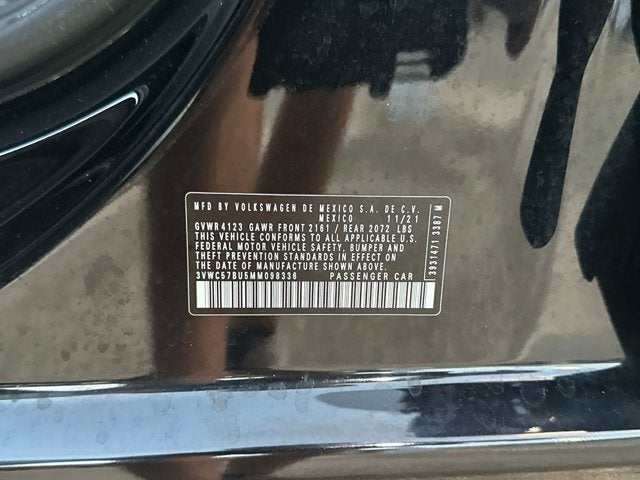 MFD BY VOLKSWAGEN DE MEXICO S.A. DE C.V.
MEXICO 11/21
GVWR 4123 GAWR FRONT 2161 / REAR 2072 LBS
THIS VEHICLE CONFORMS TO ALL APPLICABLE U.S.
FEDERAL MOTOR VEHICLE SAFETY, BUMPER AND
THEFT PREVENTION STANDARDS IN EFFECT ON
THE DATE OF MANUFACTURE SHOWN ABOVE.
3VWC57BU5MM098336 PASSENGER CAR
3931471 3387 M